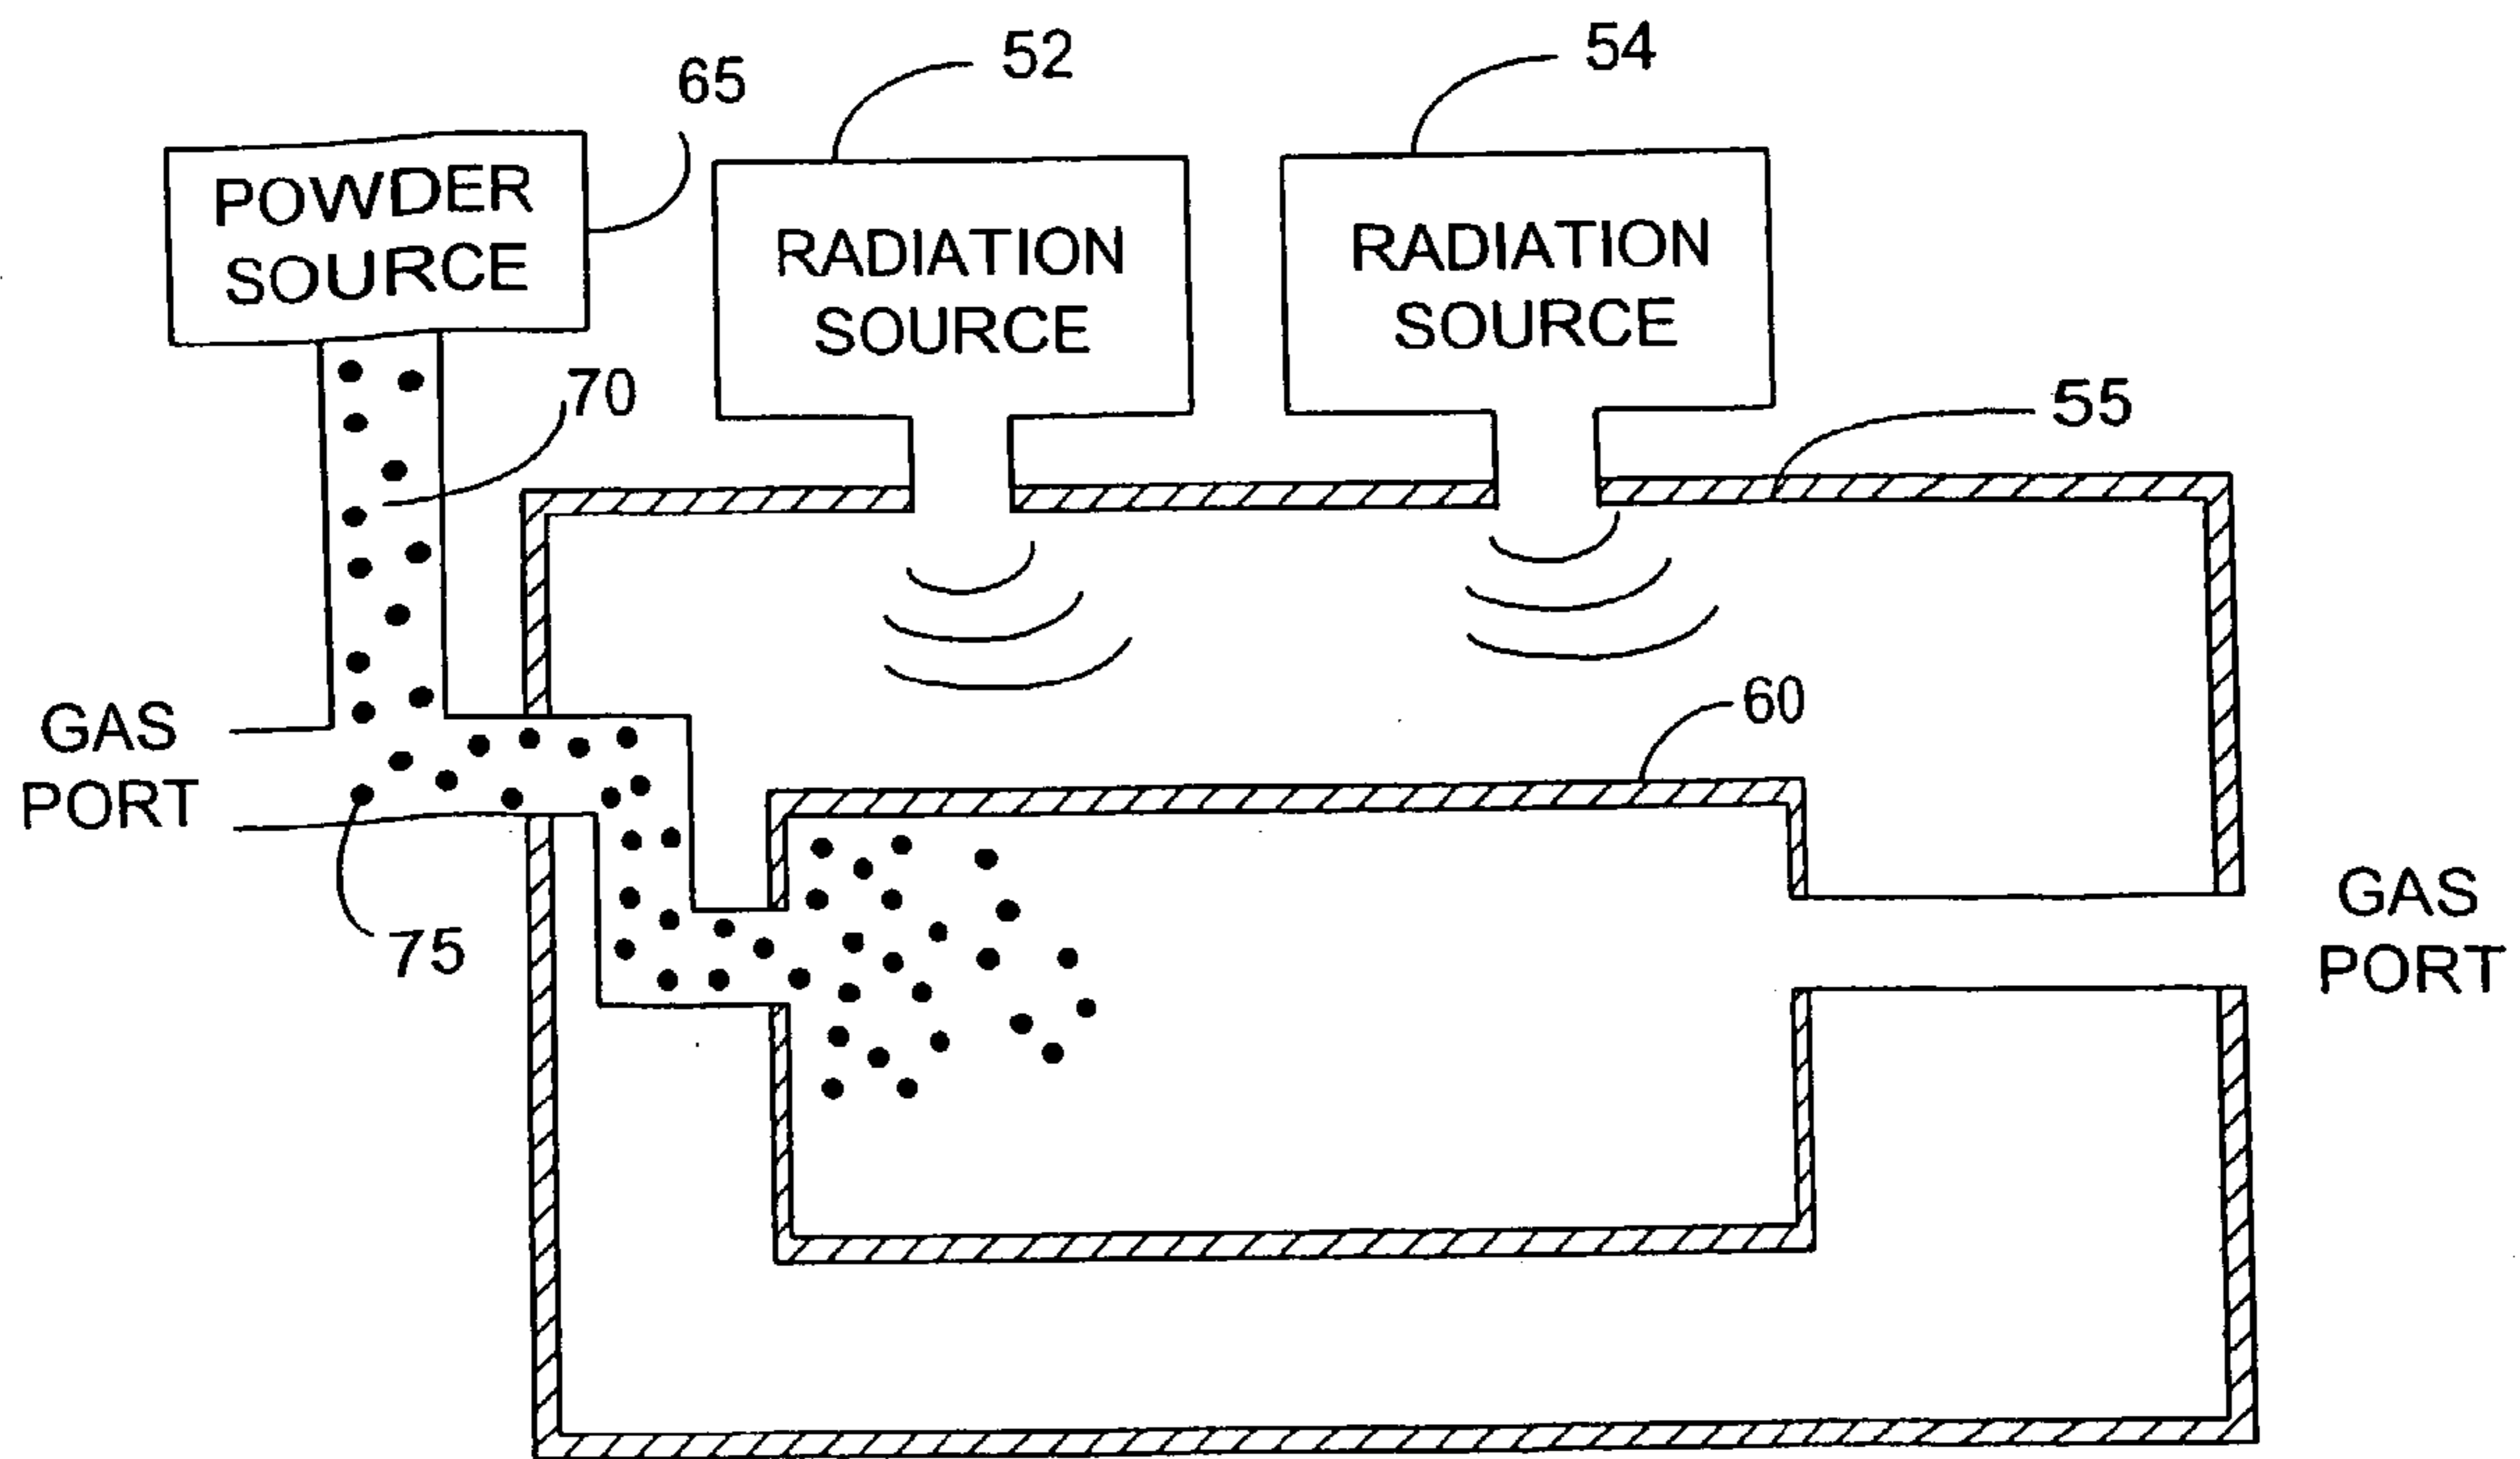 65
52
54
POWDER
SOURCE
RADIATION
SOURCE
RADIATION
SOURCE
70
55
60
GAS
PORT
75
GAS
PORT